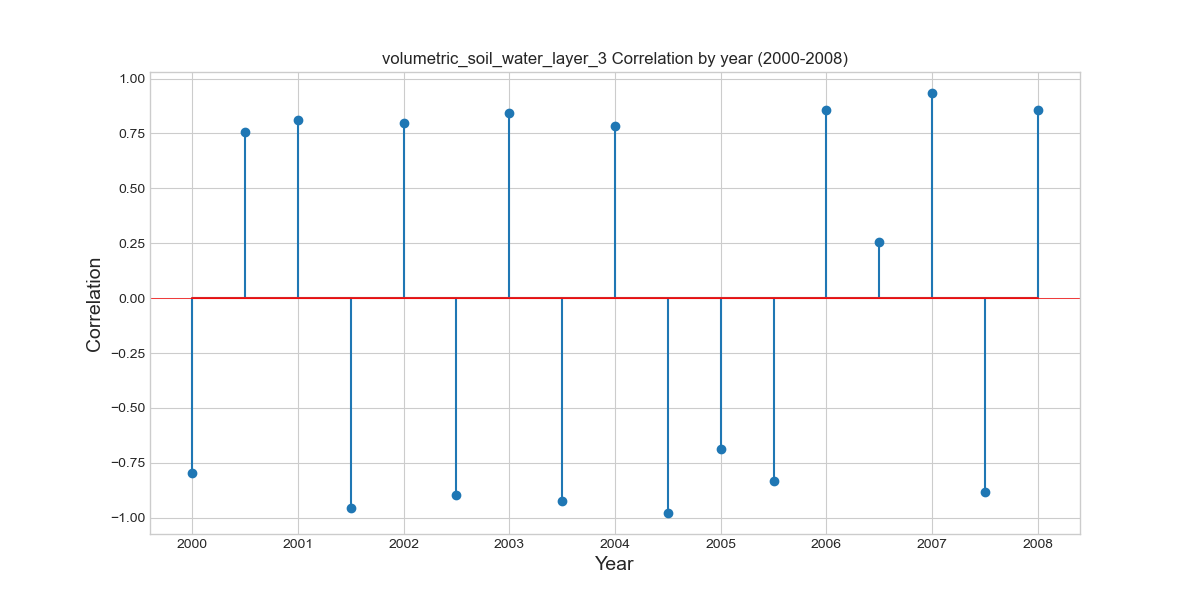 volumetric_soil_water_layer_3 Correlation by year (2000-2008)
1.00
0.75
0.50
0.25
0.00
−0.25
−0.50
−0.75
−1.00
Correlation
2000 2001 2002 2003 2004 2005 2006 2007 2008
Year